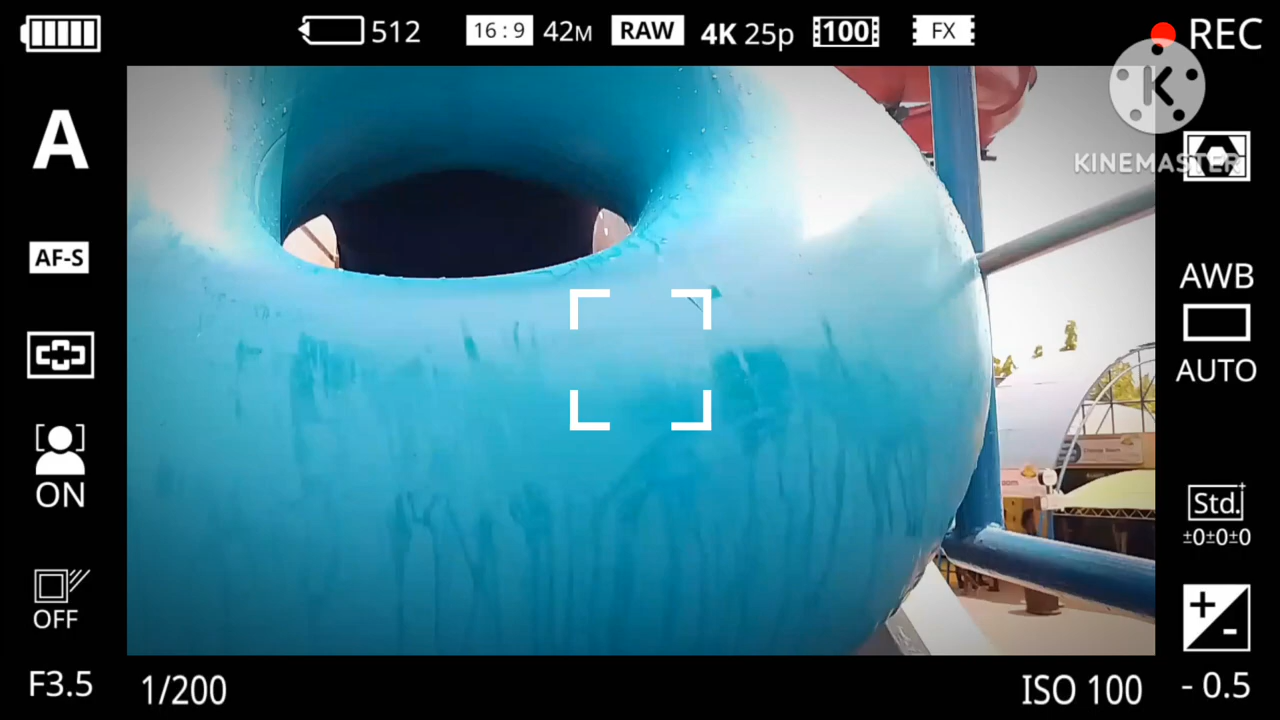 512
16 : 9
42M
RAW
4K 25p
100
FX
REC
K
KINEMASTER
A
AF-S
ON
OFF
F3.5
1/200
AWB
AUTO
Std.+
±0±0±0
ISO 100
- 0.5